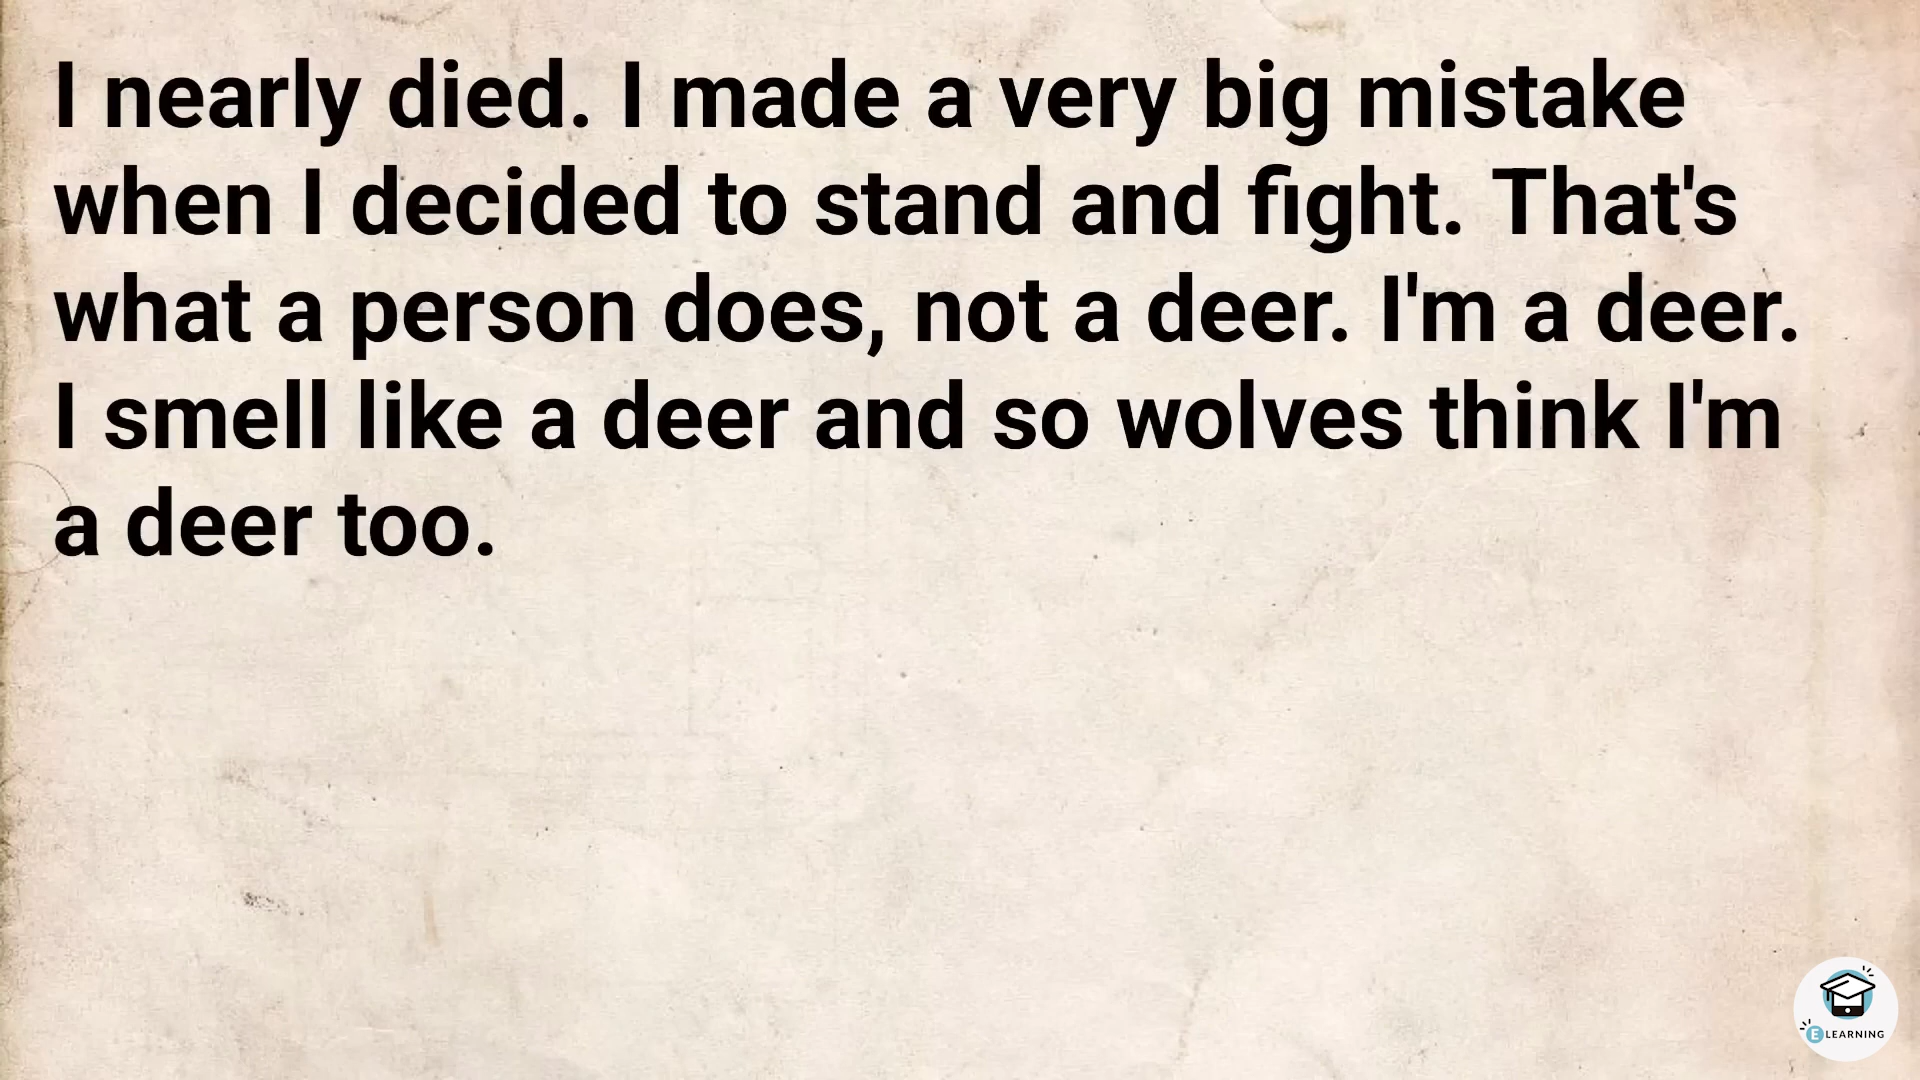 I nearly died. I made a very big mistake
when I decided to stand and fight. That's
what a person does, not a deer. I'm a deer.
I smell like a deer and so wolves think I'm
a deer too.
E LEARNING